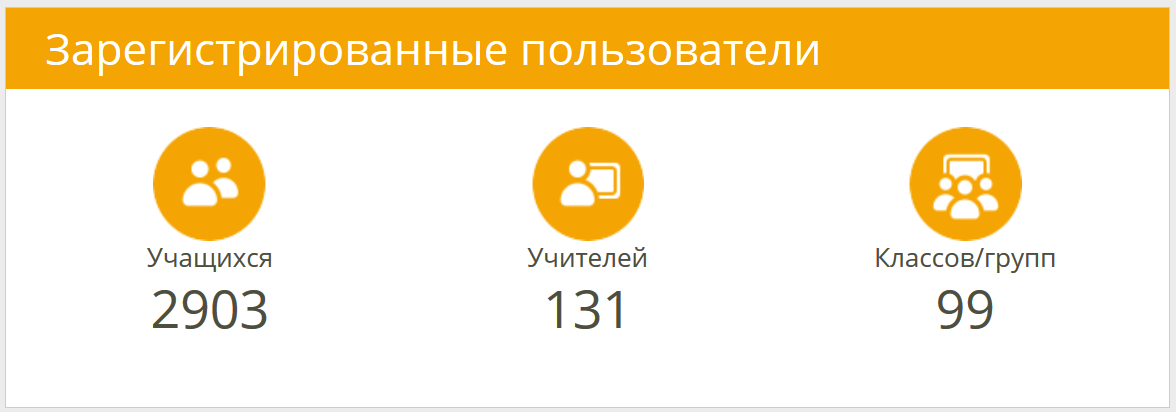 Зарегистрированные пользователи
Учащихся
2903
Учителей
131
Классов/групп
99